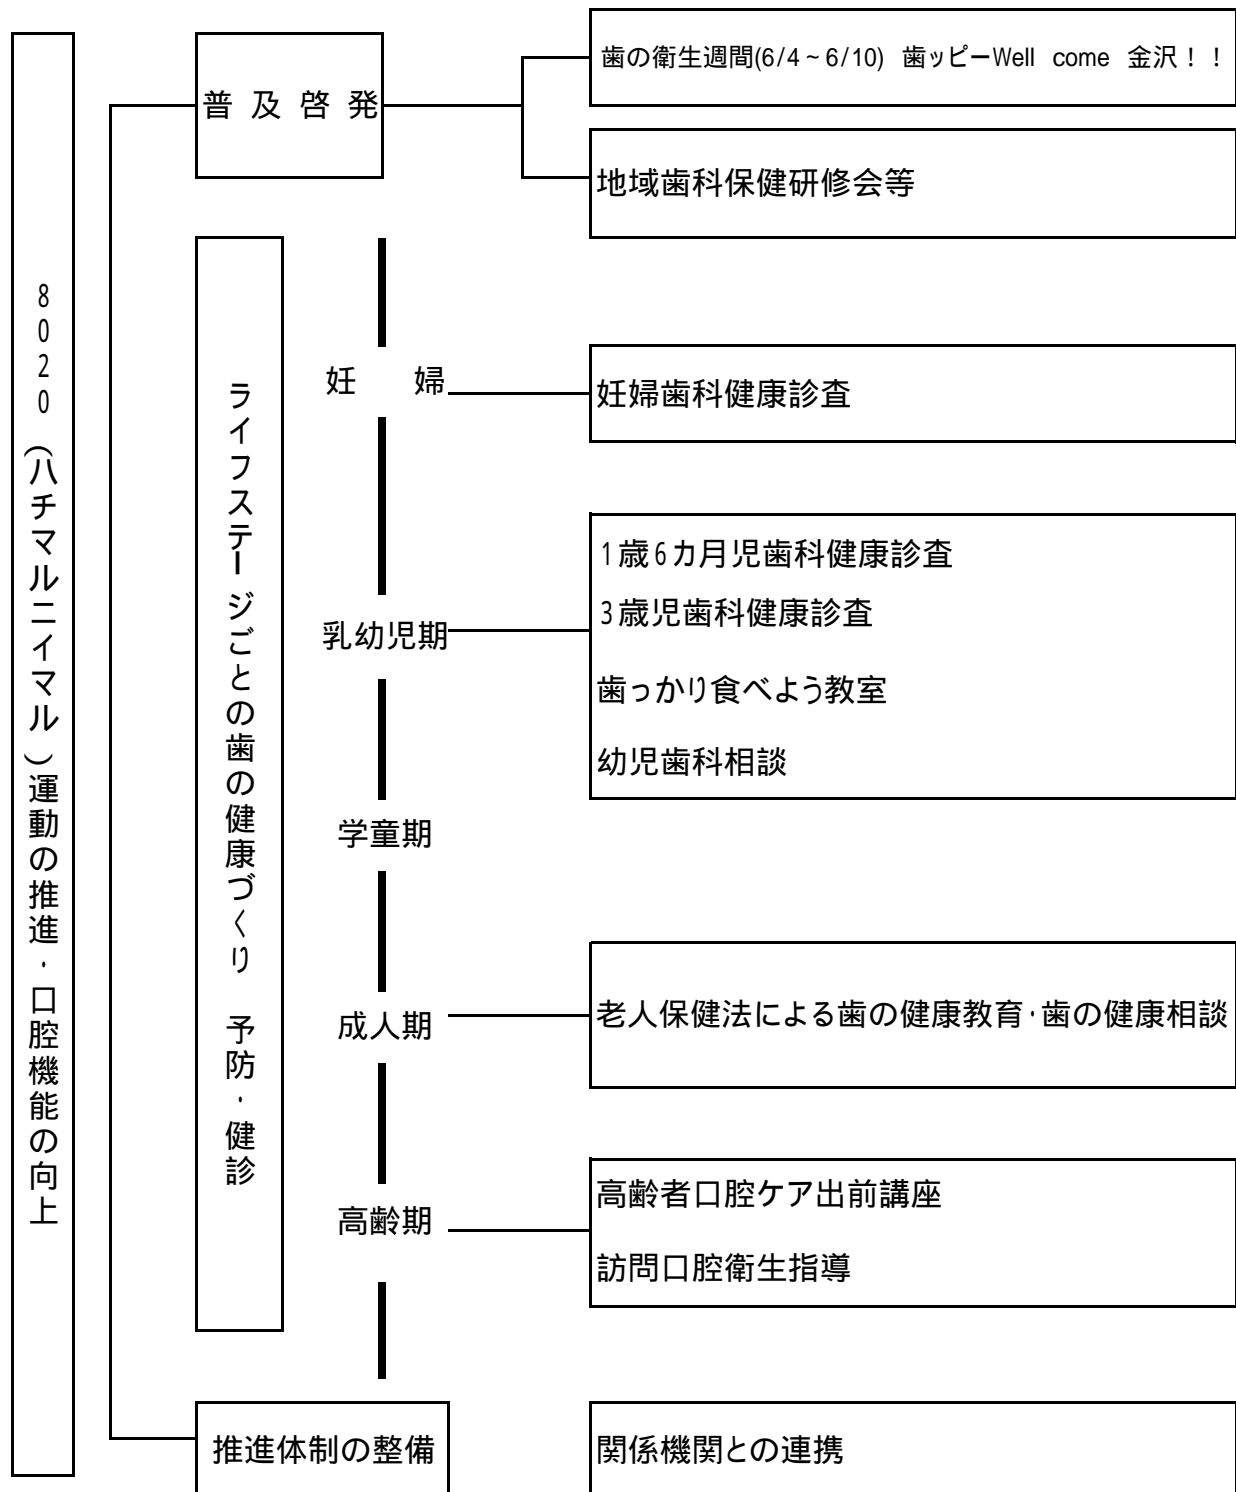 8020(ハチマルニイマル)運動の推進・口腔機能の向上
普及啓発
歯の衛生週間(6/4~6/10) 歯ッピーWell come 金沢!!
地域歯科保健研修会等
ライフステージごとの歯の健康づくり 予防・健診
妊 婦
妊婦歯科健康診査
乳幼児期
1歳6カ月児歯科健康診査
3歳児歯科健康診査
歯っかり食べよう教室
幼児歯科相談
学童期
成人期
老人保健法による歯の健康教育・歯の健康相談
高齢期
高齢者口腔ケア出前講座
訪問口腔衛生指導
推進体制の整備
関係機関との連携